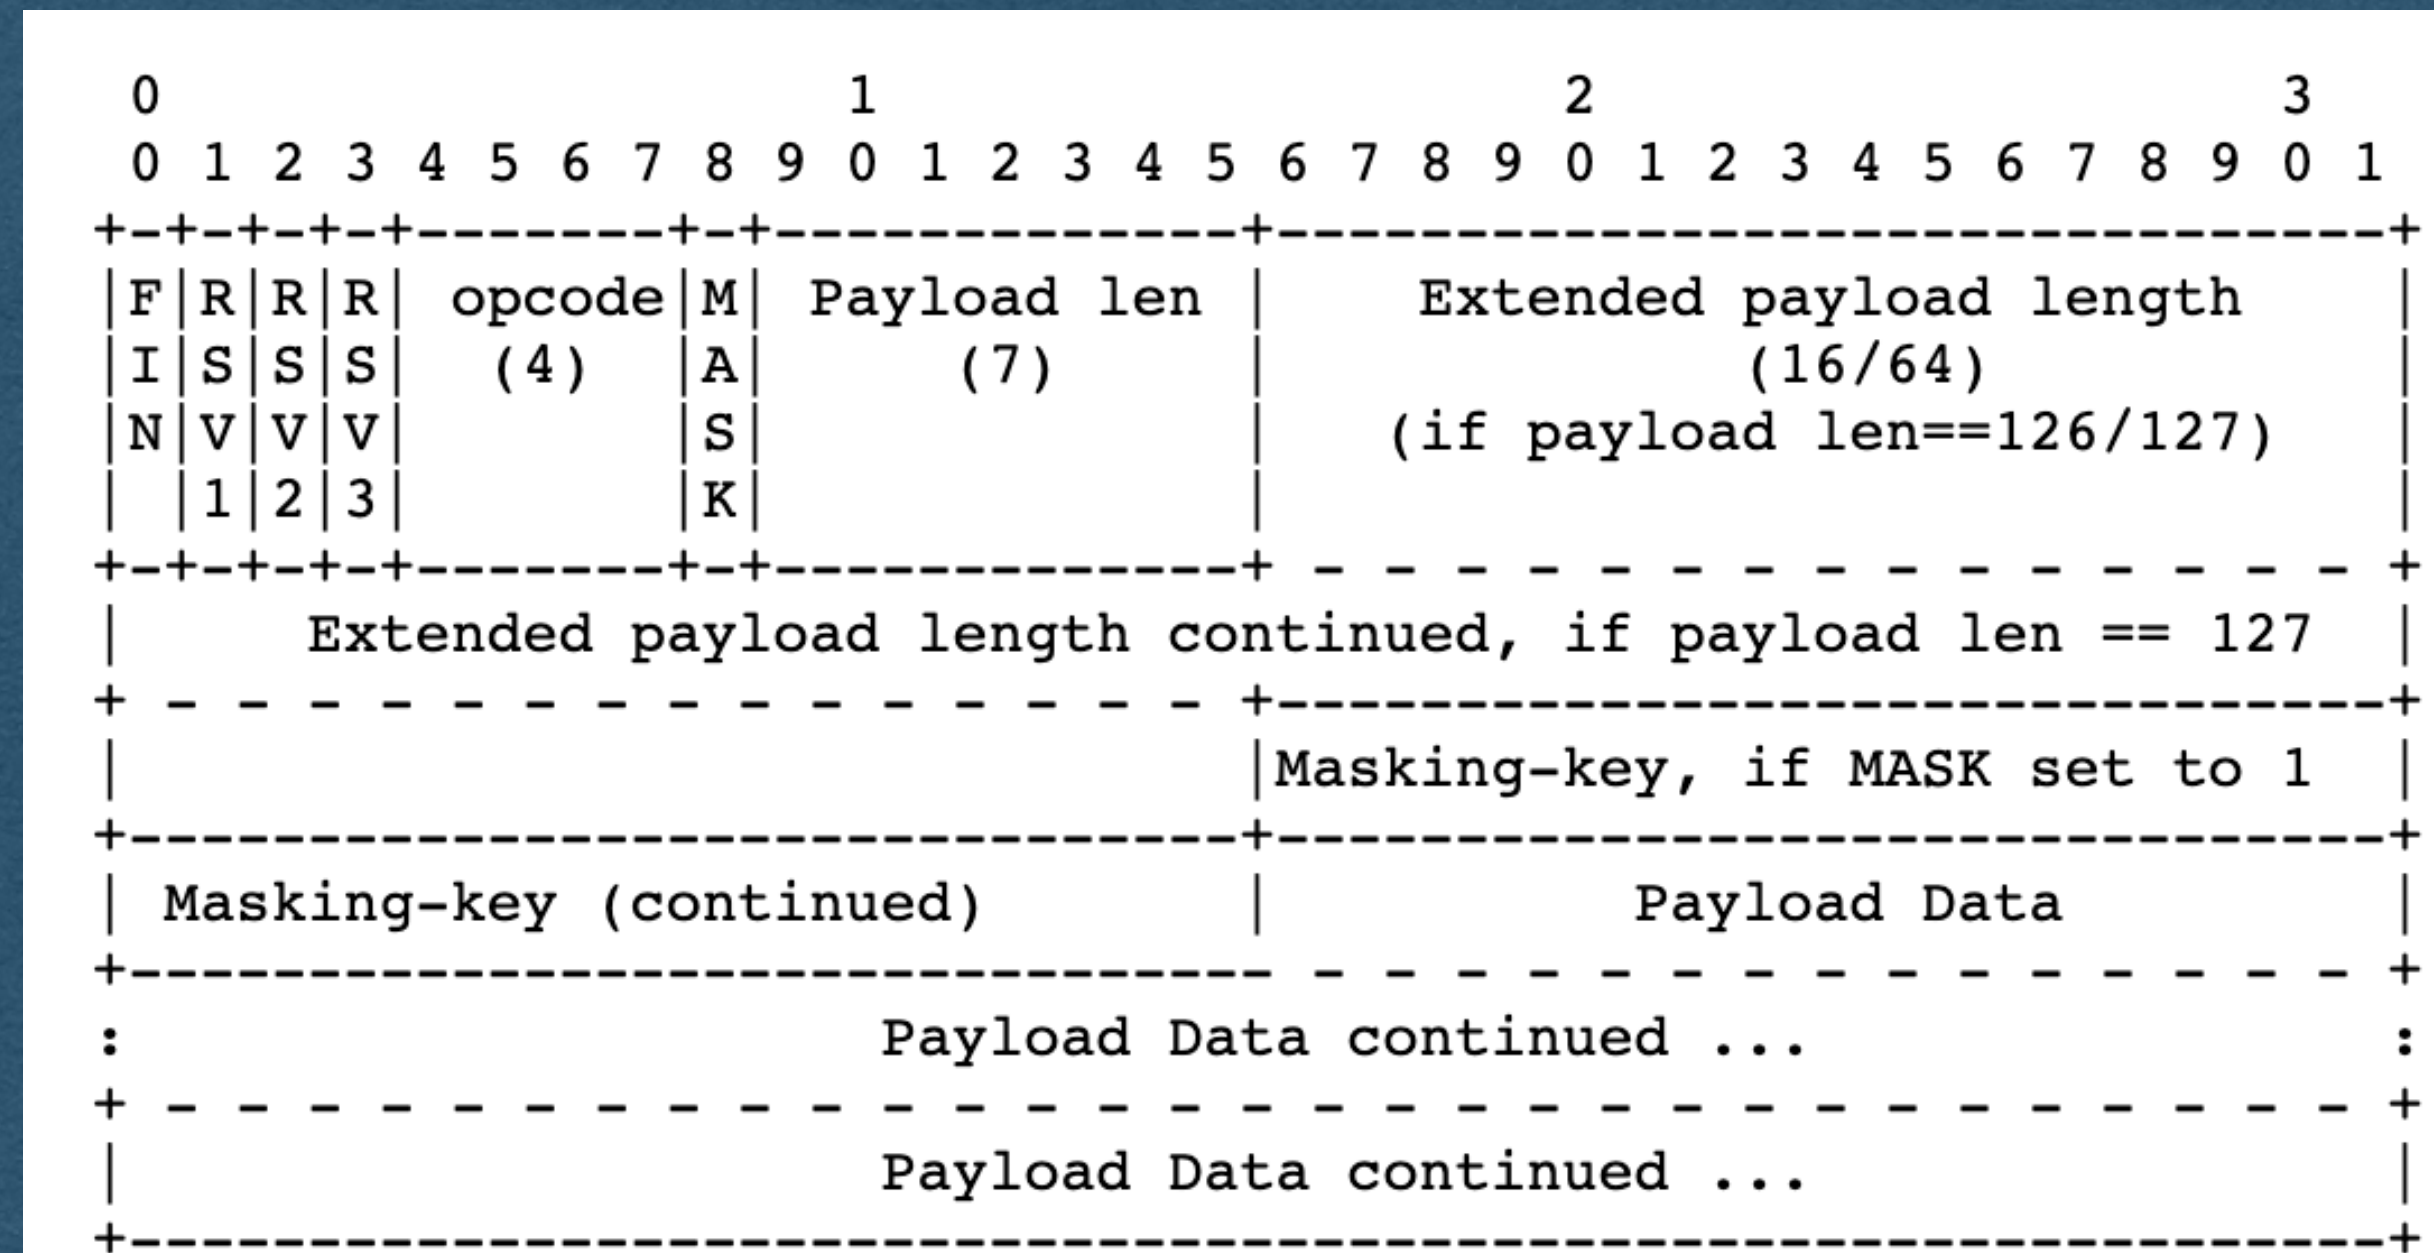 0                   1                   2                   3
 0 1 2 3 4 5 6 7 8 9 0 1 2 3 4 5 6 7 8 9 0 1 2 3 4 5 6 7 8 9 0 1
+-+-+-+-+-------+-+-------------+-------------------------------+
|F|R|R|R| opcode|M| Payload len |    Extended payload length    |
|I|S|S|S|  (4)  |A|     (7)     |             (16/64)           |
|N|V|V|V|       |S|             |   (if payload len==126/127)   |
| |1|2|3|       |K|             |                               |
+-+-+-+-+-------+-+-------------+ - - - - - - - - - - - - - - - +
|     Extended payload length continued, if payload len == 127  |
+ - - - - - - - - - - - - - - - +-------------------------------+
|                               |Masking-key, if MASK set to 1  |
+-------------------------------+-------------------------------+
| Masking-key (continued)       |          Payload Data         |
+-------------------------------- - - - - - - - - - - - - - - - +
:                     Payload Data continued ...                :
+ - - - - - - - - - - - - - - - - - - - - - - - - - - - - - - - +
|                     Payload Data continued ...                |
+---------------------------------------------------------------+